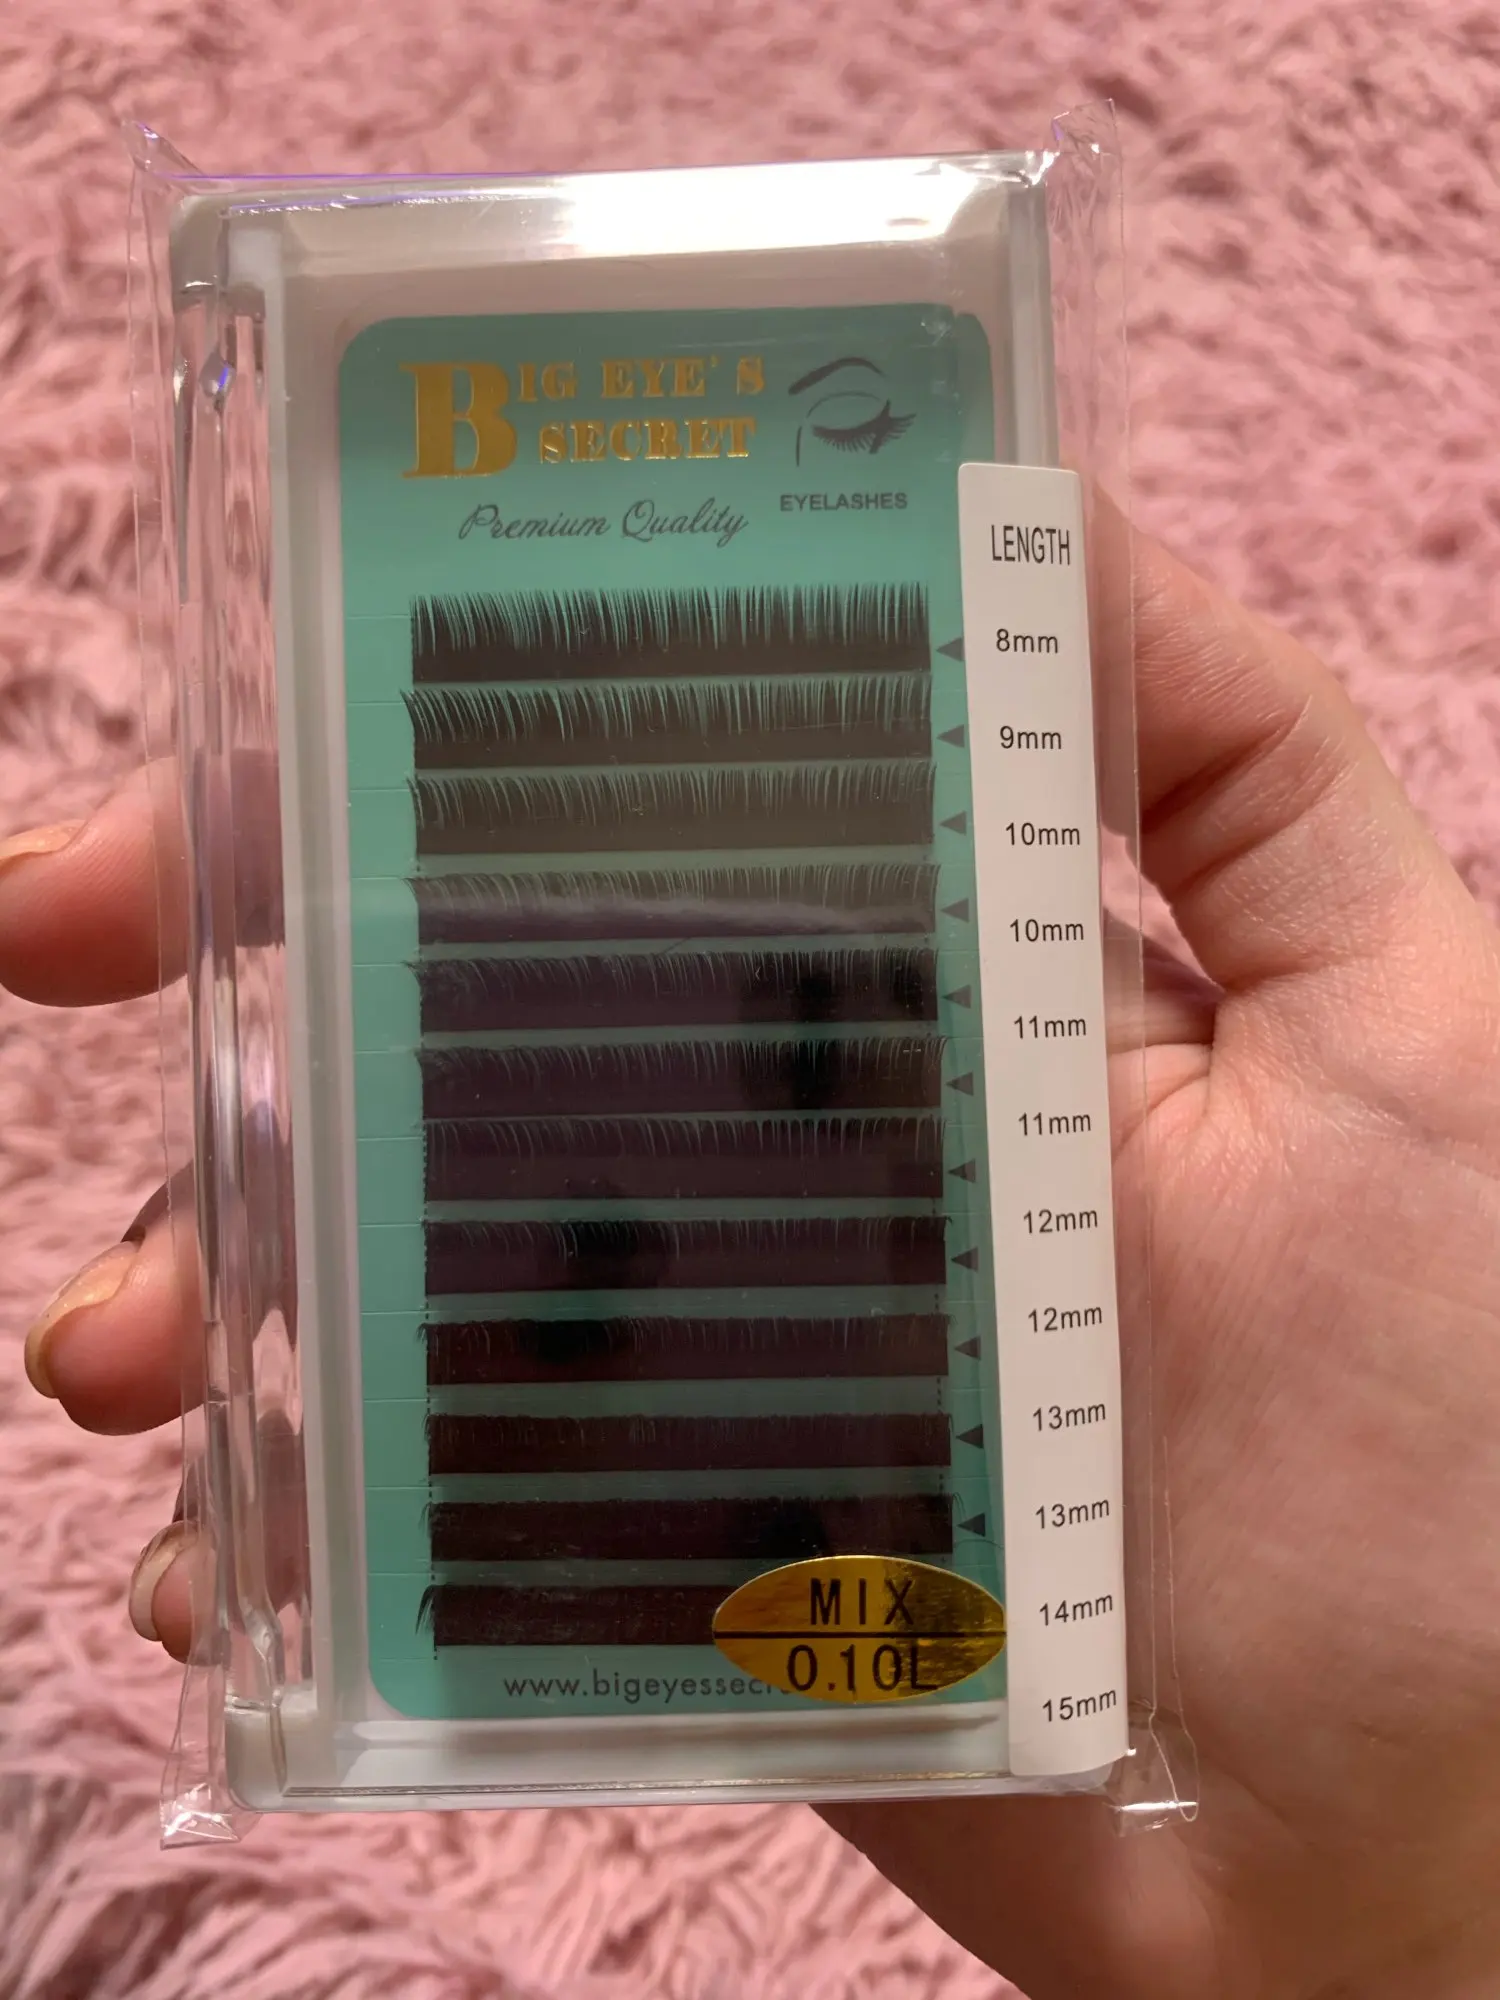 BIG EYE'S
SECRET
Premium Quality
EYELASHES
LENGTH
8mm
9mm
10mm
10mm
11mm
11mm
12mm
12mm
13mm
13mm
14mm
15mm
MIX
0.10L